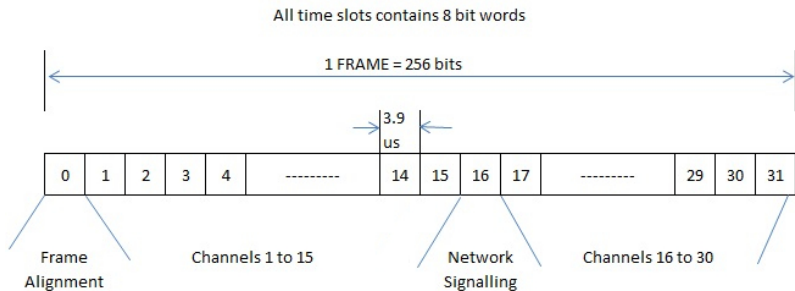 All time slots contains 8 bit words
1 FRAME = 256 bits
3.9
us
0 1 2 3 4 --------- 14 15 16 17 --------- 29 30 31
Frame Channels 1 to 15 Network Channels 16 to 30
Alignment Signalling